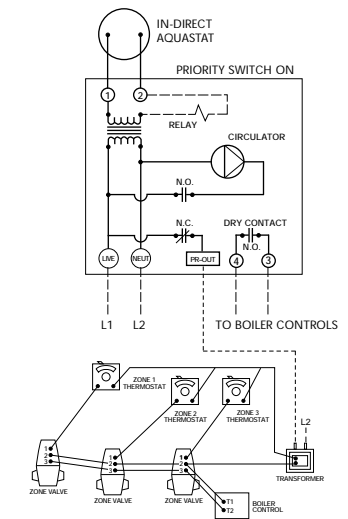 IN-DIRECT
AQUASTAT
PRIORITY SWITCH ON
1
2
RELAY
CIRCULATOR
N.O.
N.C.
DRY CONTACT
N.O.
LIVE
NEUT
PR-OUT
4
3
L1
L2
TO BOILER CONTROLS
ZONE 1
THERMOSTAT
ZONE 2
THERMOSTAT
ZONE 3
THERMOSTAT
L2
TRANSFORMER
1
2
3
1
2
3
1
2
3
ZONE VALVE
ZONE VALVE
ZONE VALVE
T1
T2
BOILER
CONTROL